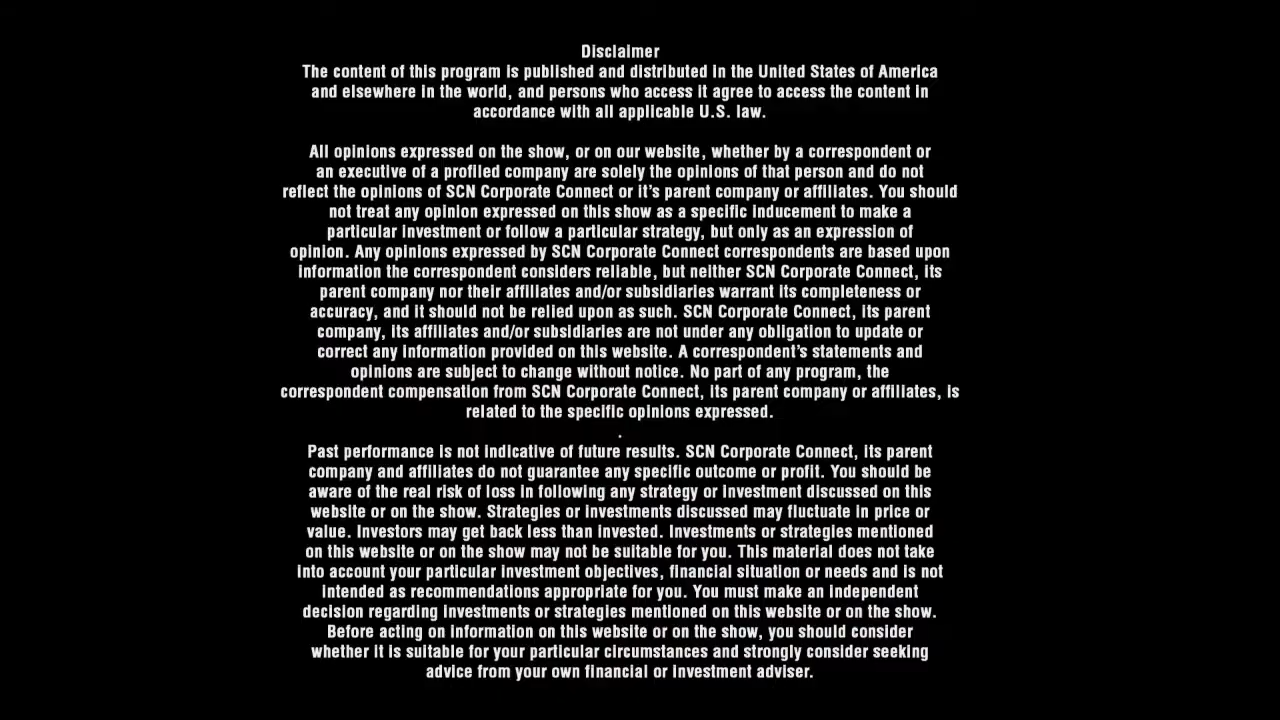 Disclaimer
The content of this program is published and distributed in the United States of America
and elsewhere in the world, and persons who access it agree to access the content in
accordance with all applicable U.S. law.
All opinions expressed on the show, or on our website, whether by a correspondent or
an executive of a profiled company are solely the opinions of that person and do not
reflect the opinions of SCN Corporate Connect or it's parent company or affiliates. You should
not treat any opinion expressed on this show as a specific inducement to make a
particular investment or follow a particular strategy, but only as an expression of
opinion. Any opinions expressed by SCN Corporate Connect correspondents are based upon
information the correspondent considers reliable, but neither SCN Corporate Connect, its
parent company nor their affiliates and/or subsidiaries warrant its completeness or
accuracy, and it should not be relied upon as such. SCN Corporate Connect, its parent
company, its affiliates and/or subsidiaries are not under any obligation to update or
correct any information provided on this website. A correspondent's statements and
opinions are subject to change without notice. No part of any program, the
correspondent compensation from SCN Corporate Connect, its parent company or affiliates, is
related to the specific opinions expressed.
.
Past performance is not indicative of future results. SCN Corporate Connect, its parent
company and affiliates do not guarantee any specific outcome or profit. You should be
aware of the real risk of loss in following any strategy or investment discussed on this
website or on the show. Strategies or investments discussed may fluctuate in price or
value. Investors may get back less than invested. Investments or strategies mentioned
on this website or on the show may not be suitable for you. This material does not take
into account your particular investment objectives, financial situation or needs and is not
intended as recommendations appropriate for you. You must make an independent
decision regarding investments or strategies mentioned on this website or on the show.
Before acting on information on this website or on the show, you should consider
whether it is suitable for your particular circumstances and strongly consider seeking
advice from your own financial or investment adviser.